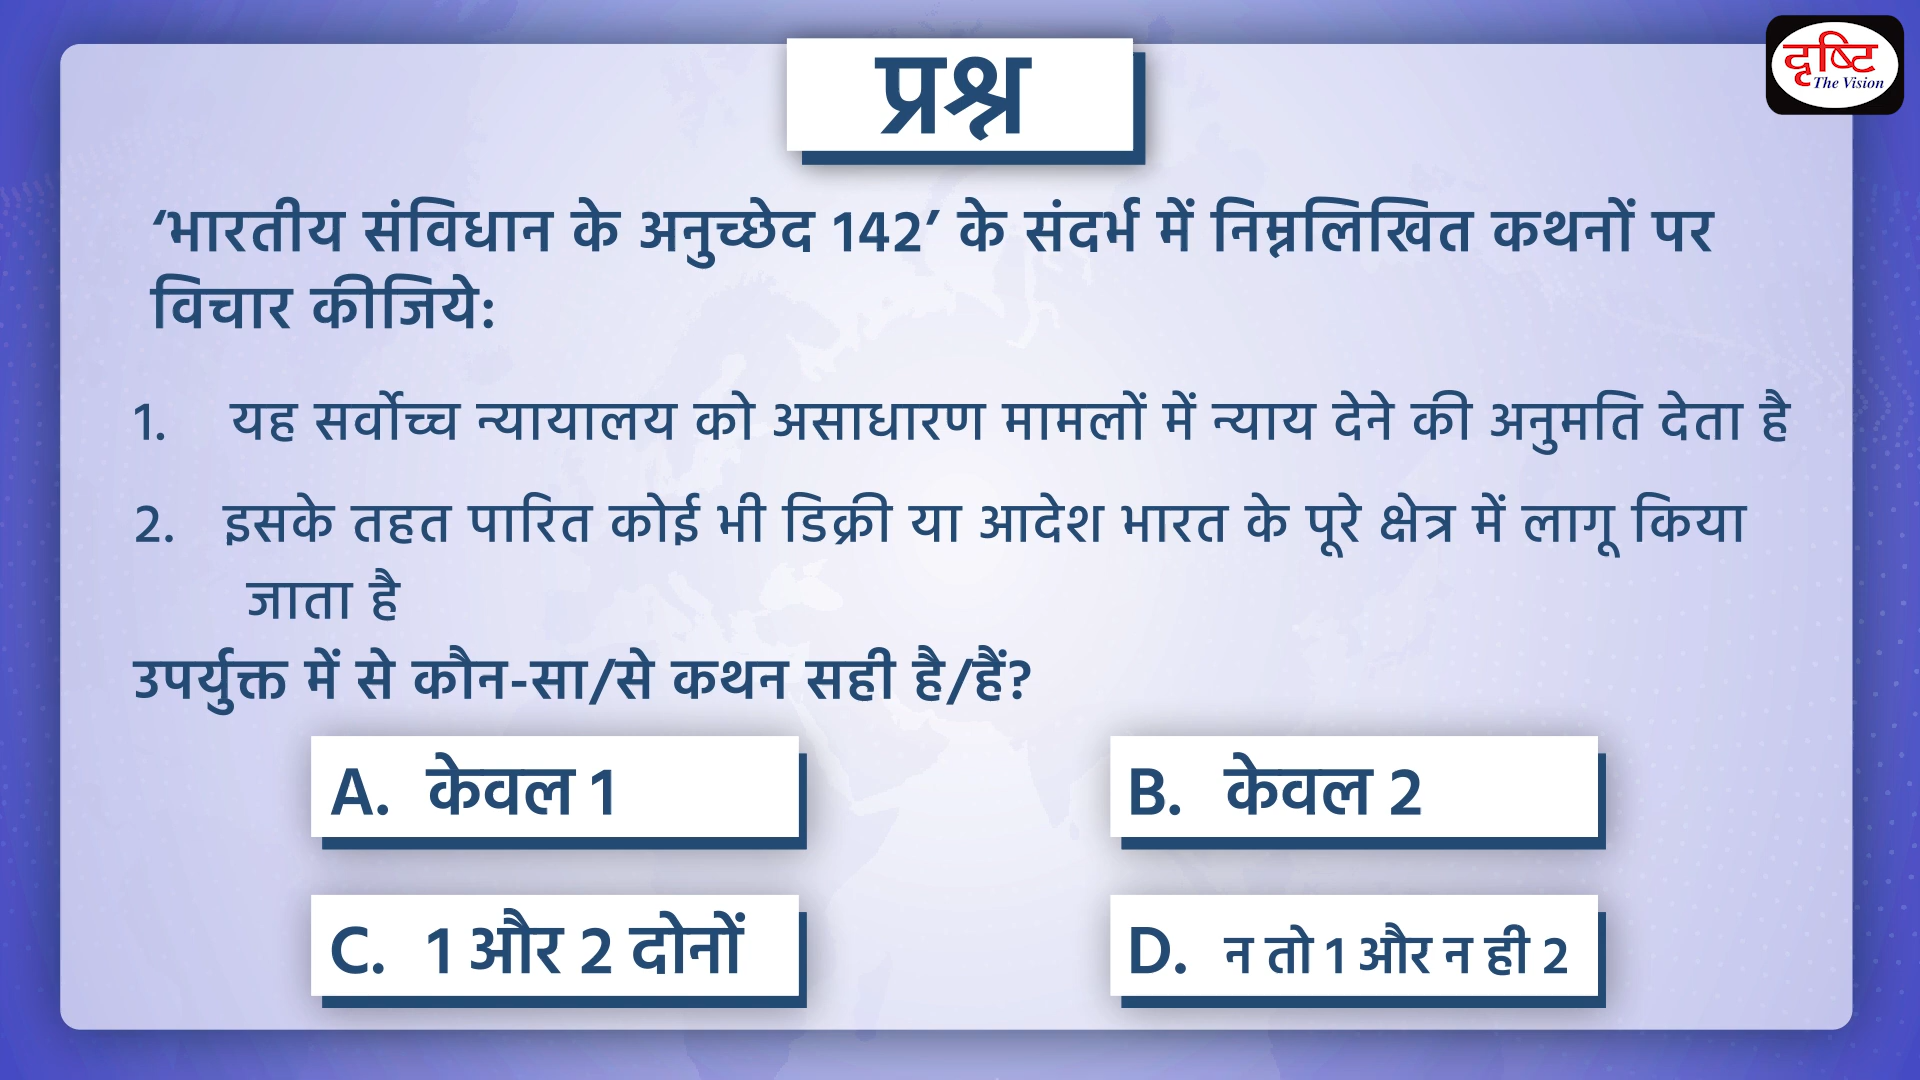 प्रश्न
दृष्टि
The Vision
‘भारतीय संविधान के अनुच्छेद 142’ के संदर्भ में निम्नलिखित कथनों पर
विचार कीजिये:
1. यह सर्वोच्च न्यायालय को असाधारण मामलों में न्याय देने की अनुमति देता है
2. इसके तहत पारित कोई भी डिक्री या आदेश भारत के पूरे क्षेत्र में लागू किया
जाता है
उपर्युक्त में से कौन-सा/से कथन सही है/हैं?
A. केवल 1
B. केवल 2
C. 1 और 2 दोनों
D. न तो 1 और न ही 2